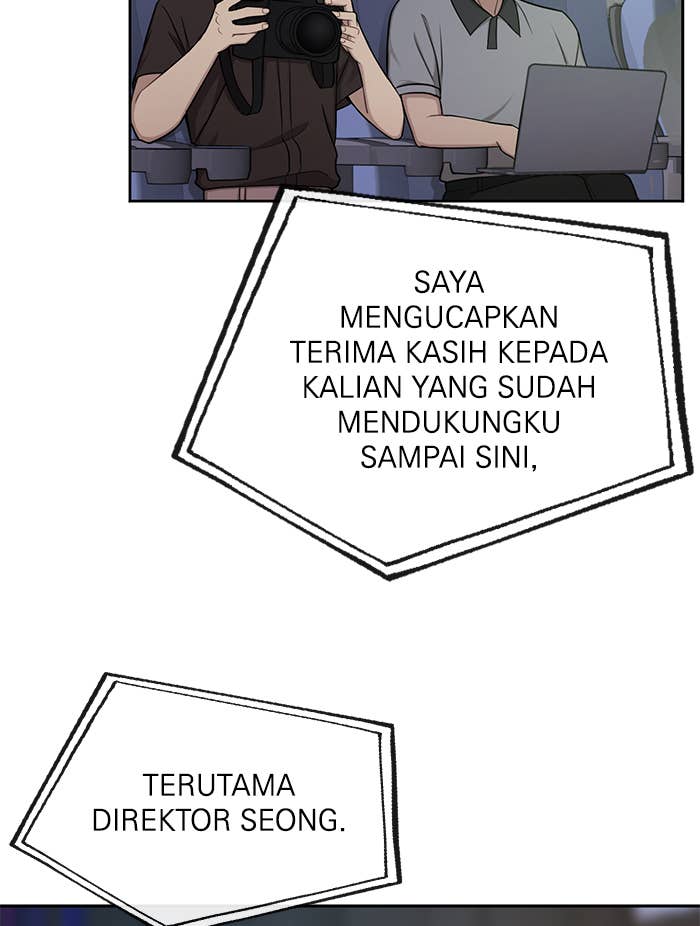 SAYA
MENGUCAPKAN
TERIMA KASIH KEPADA
KALIAN YANG SUDAH
MENDUKUNGKU
SAMPAI SINI,
TERUTAMA
DIREKTOR SEONG.